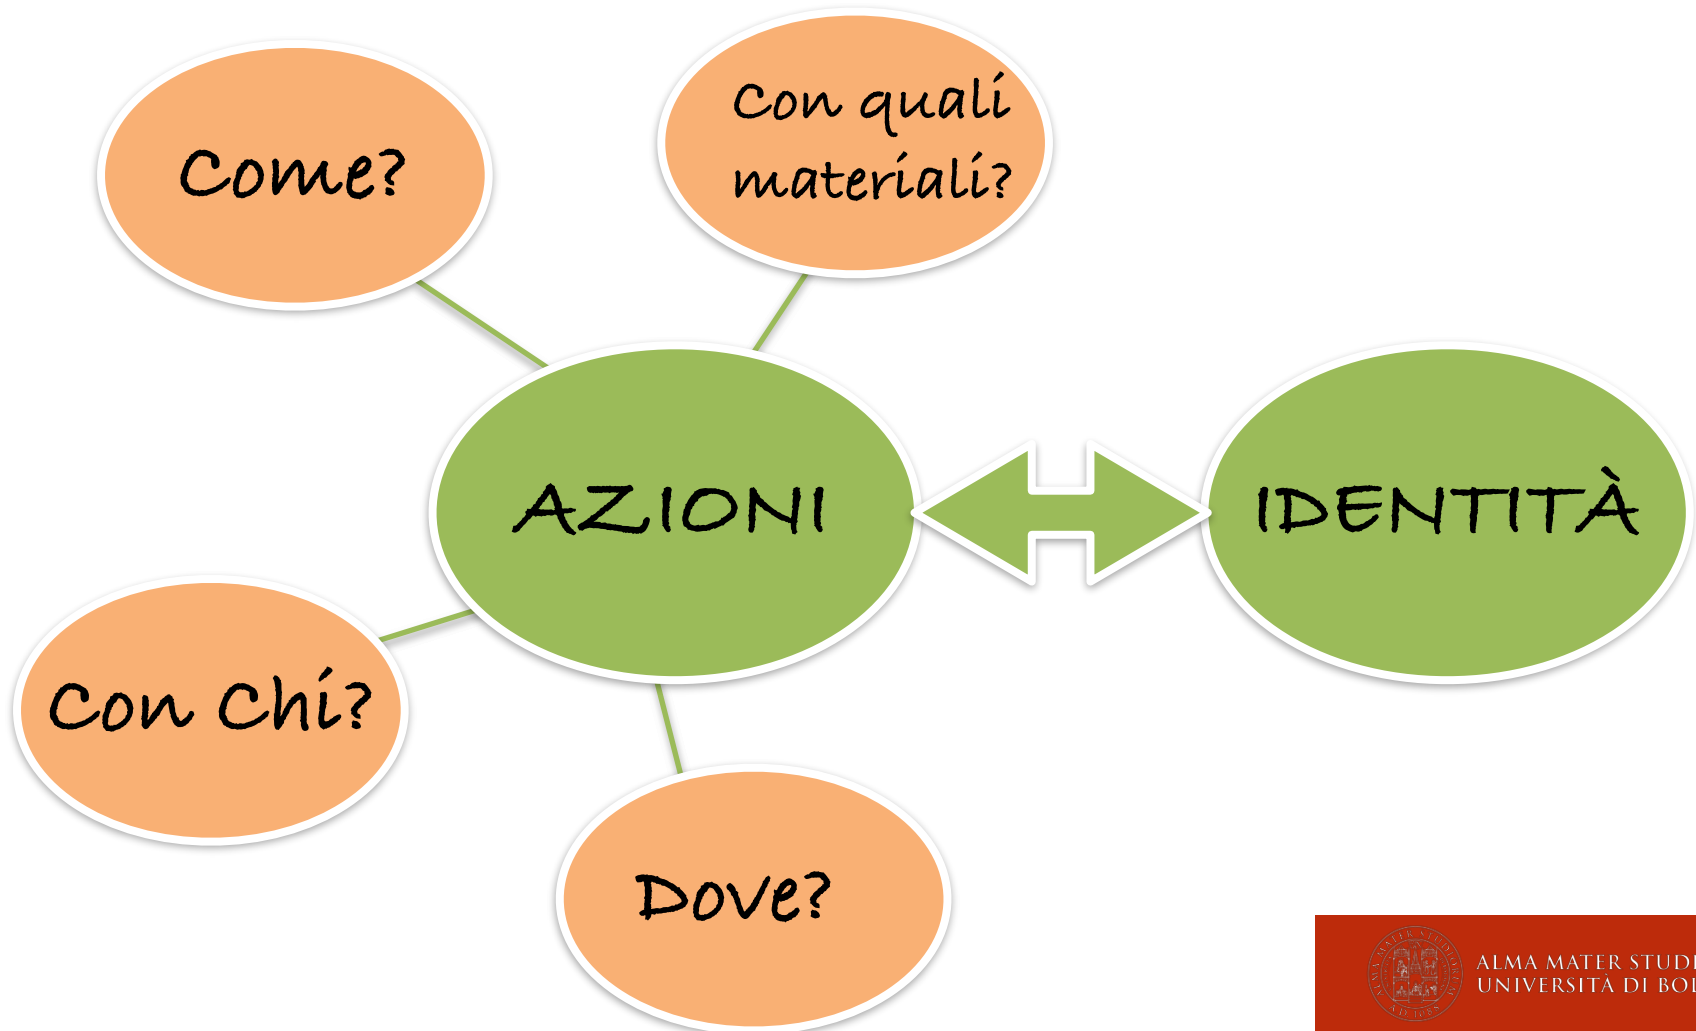 Come?
Con quali
materiali?
AZIONI
IDENTITÀ
Con Chi?
Dove?
ALMA MATER STUDI
UNIVERSITÀ DI BOL